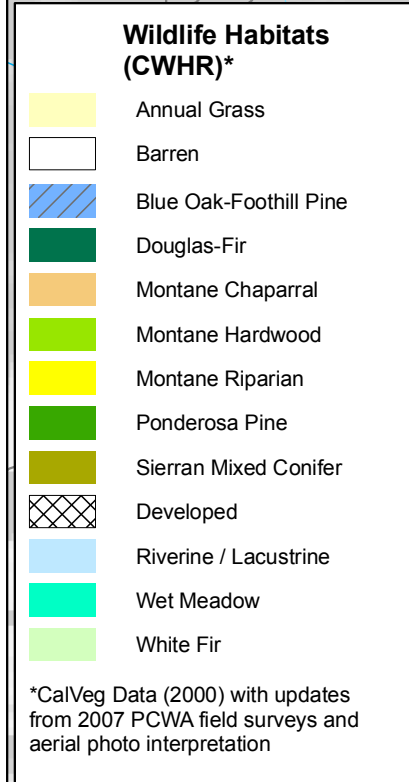 Wildlife Habitats
(CWHR)*
Annual Grass
Barren
Blue Oak-Foothill Pine
Douglas-Fir
Montane Chaparral
Montane Hardwood
Montane Riparian
Ponderosa Pine
Sierran Mixed Conifer
Developed
Riverine / Lacustrine
Wet Meadow
White Fir
*CalVeg Data (2000) with updates
from 2007 PCWA field surveys and
aerial photo interpretation